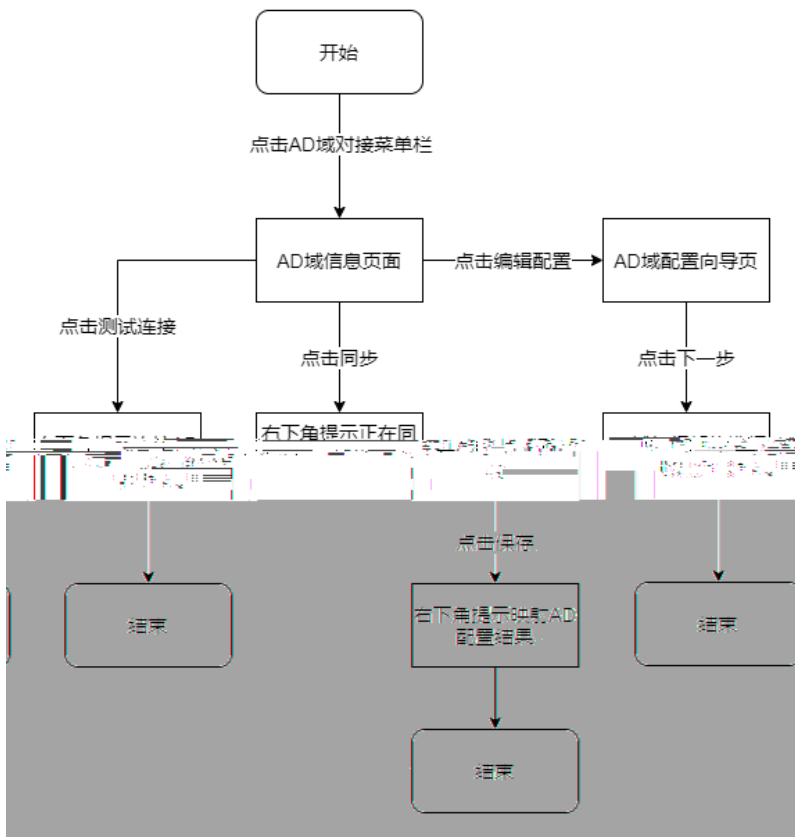 开始
点击AD域对接菜单栏
AD域信息页面
点击编辑配置
AD域配置向导页
点击测试连接
点击同步
点击下一步
右下角提示正在同
点击保存
结束
右下角提示映射AD
配置结果
结束
结束